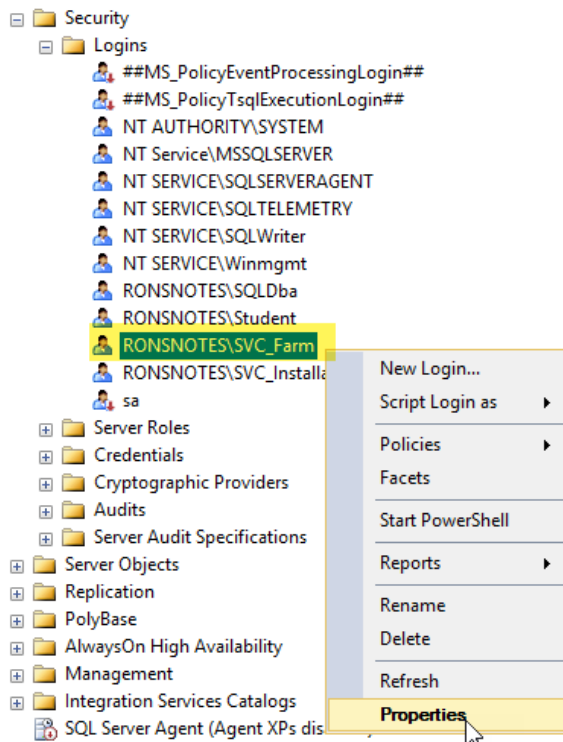 Security
Logins
##MS_PolicyEventProcessingLogin##
##MS_PolicyTsqlExecutionLogin##
NT AUTHORITY\SYSTEM
NT Service\MSSQLSERVER
NT SERVICE\SQLSERVERAGENT
NT SERVICE\SQLTELEMETRY
NT SERVICE\SQLWriter
NT SERVICE\Winmgmt
RONSNOTES\SQLDba
RONSNOTES\Student
RONSNOTES\SVC_Farm
RONSNOTES\SVC_Installa
sa
Server Roles
Credentials
Cryptographic Providers
Audits
Server Audit Specifications
Server Objects
Replication
PolyBase
AlwaysOn High Availability
Management
Integration Services Catalogs
SQL Server Agent (Agent XPs dis
New Login...
Script Login as
Policies
Facets
Start PowerShell
Reports
Rename
Delete
Refresh
Properties